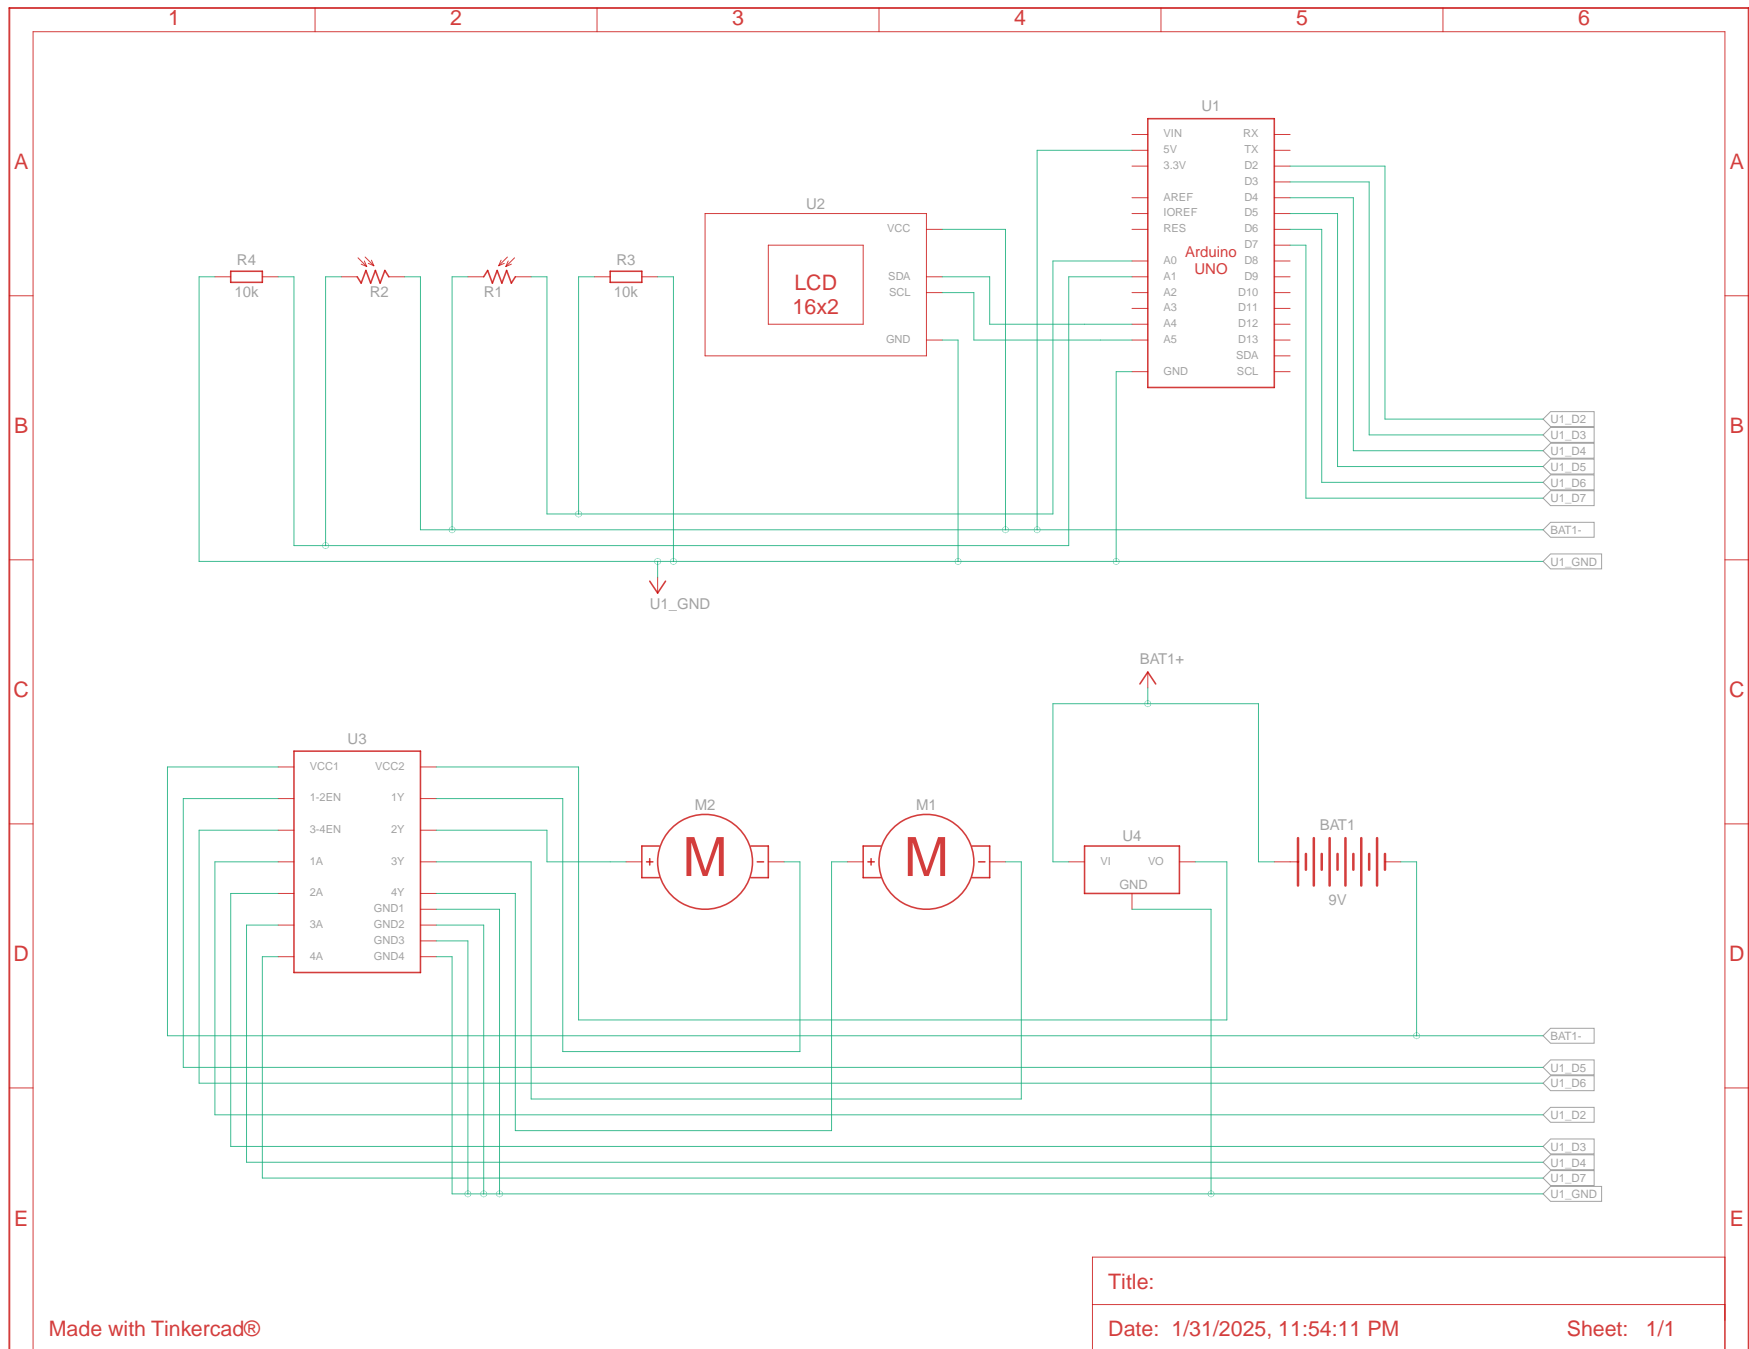 1 2 3 4 5 6
A A
B B
C C
D D
E E
U1
VIN RX
5V TX
3.3V D2
D3
AREF D4
IOREF D5
RES D6
D7
Arduino
UNO
A0 D8
A1 D9
A2 D10
A3 D11
A4 D12
A5 D13
SDA
GND SCL
U2
VCC
LCD
16x2
SDA
SCL
GND
R4
10k
R2
R1
R3
10k
U1_D2
U1_D3
U1_D4
U1_D5
U1_D6
U1_D7
BAT1-
U1_GND
U1_GND
BAT1+
U3
VCC1 VCC2
1-2EN 1Y
3-4EN 2Y
1A 3Y
2A 4Y
GND1
3A GND2
GND3
4A GND4
M2
+ M -
M1
+ M -
U4
VI VO
GND
BAT1
9V
BAT1-
U1_D5
U1_D6
U1_D2
U1_D3
U1_D4
U1_D7
U1_GND
Title:
Made with Tinkercad®
Date: 1/31/2025, 11:54:11 PM Sheet: 1/1